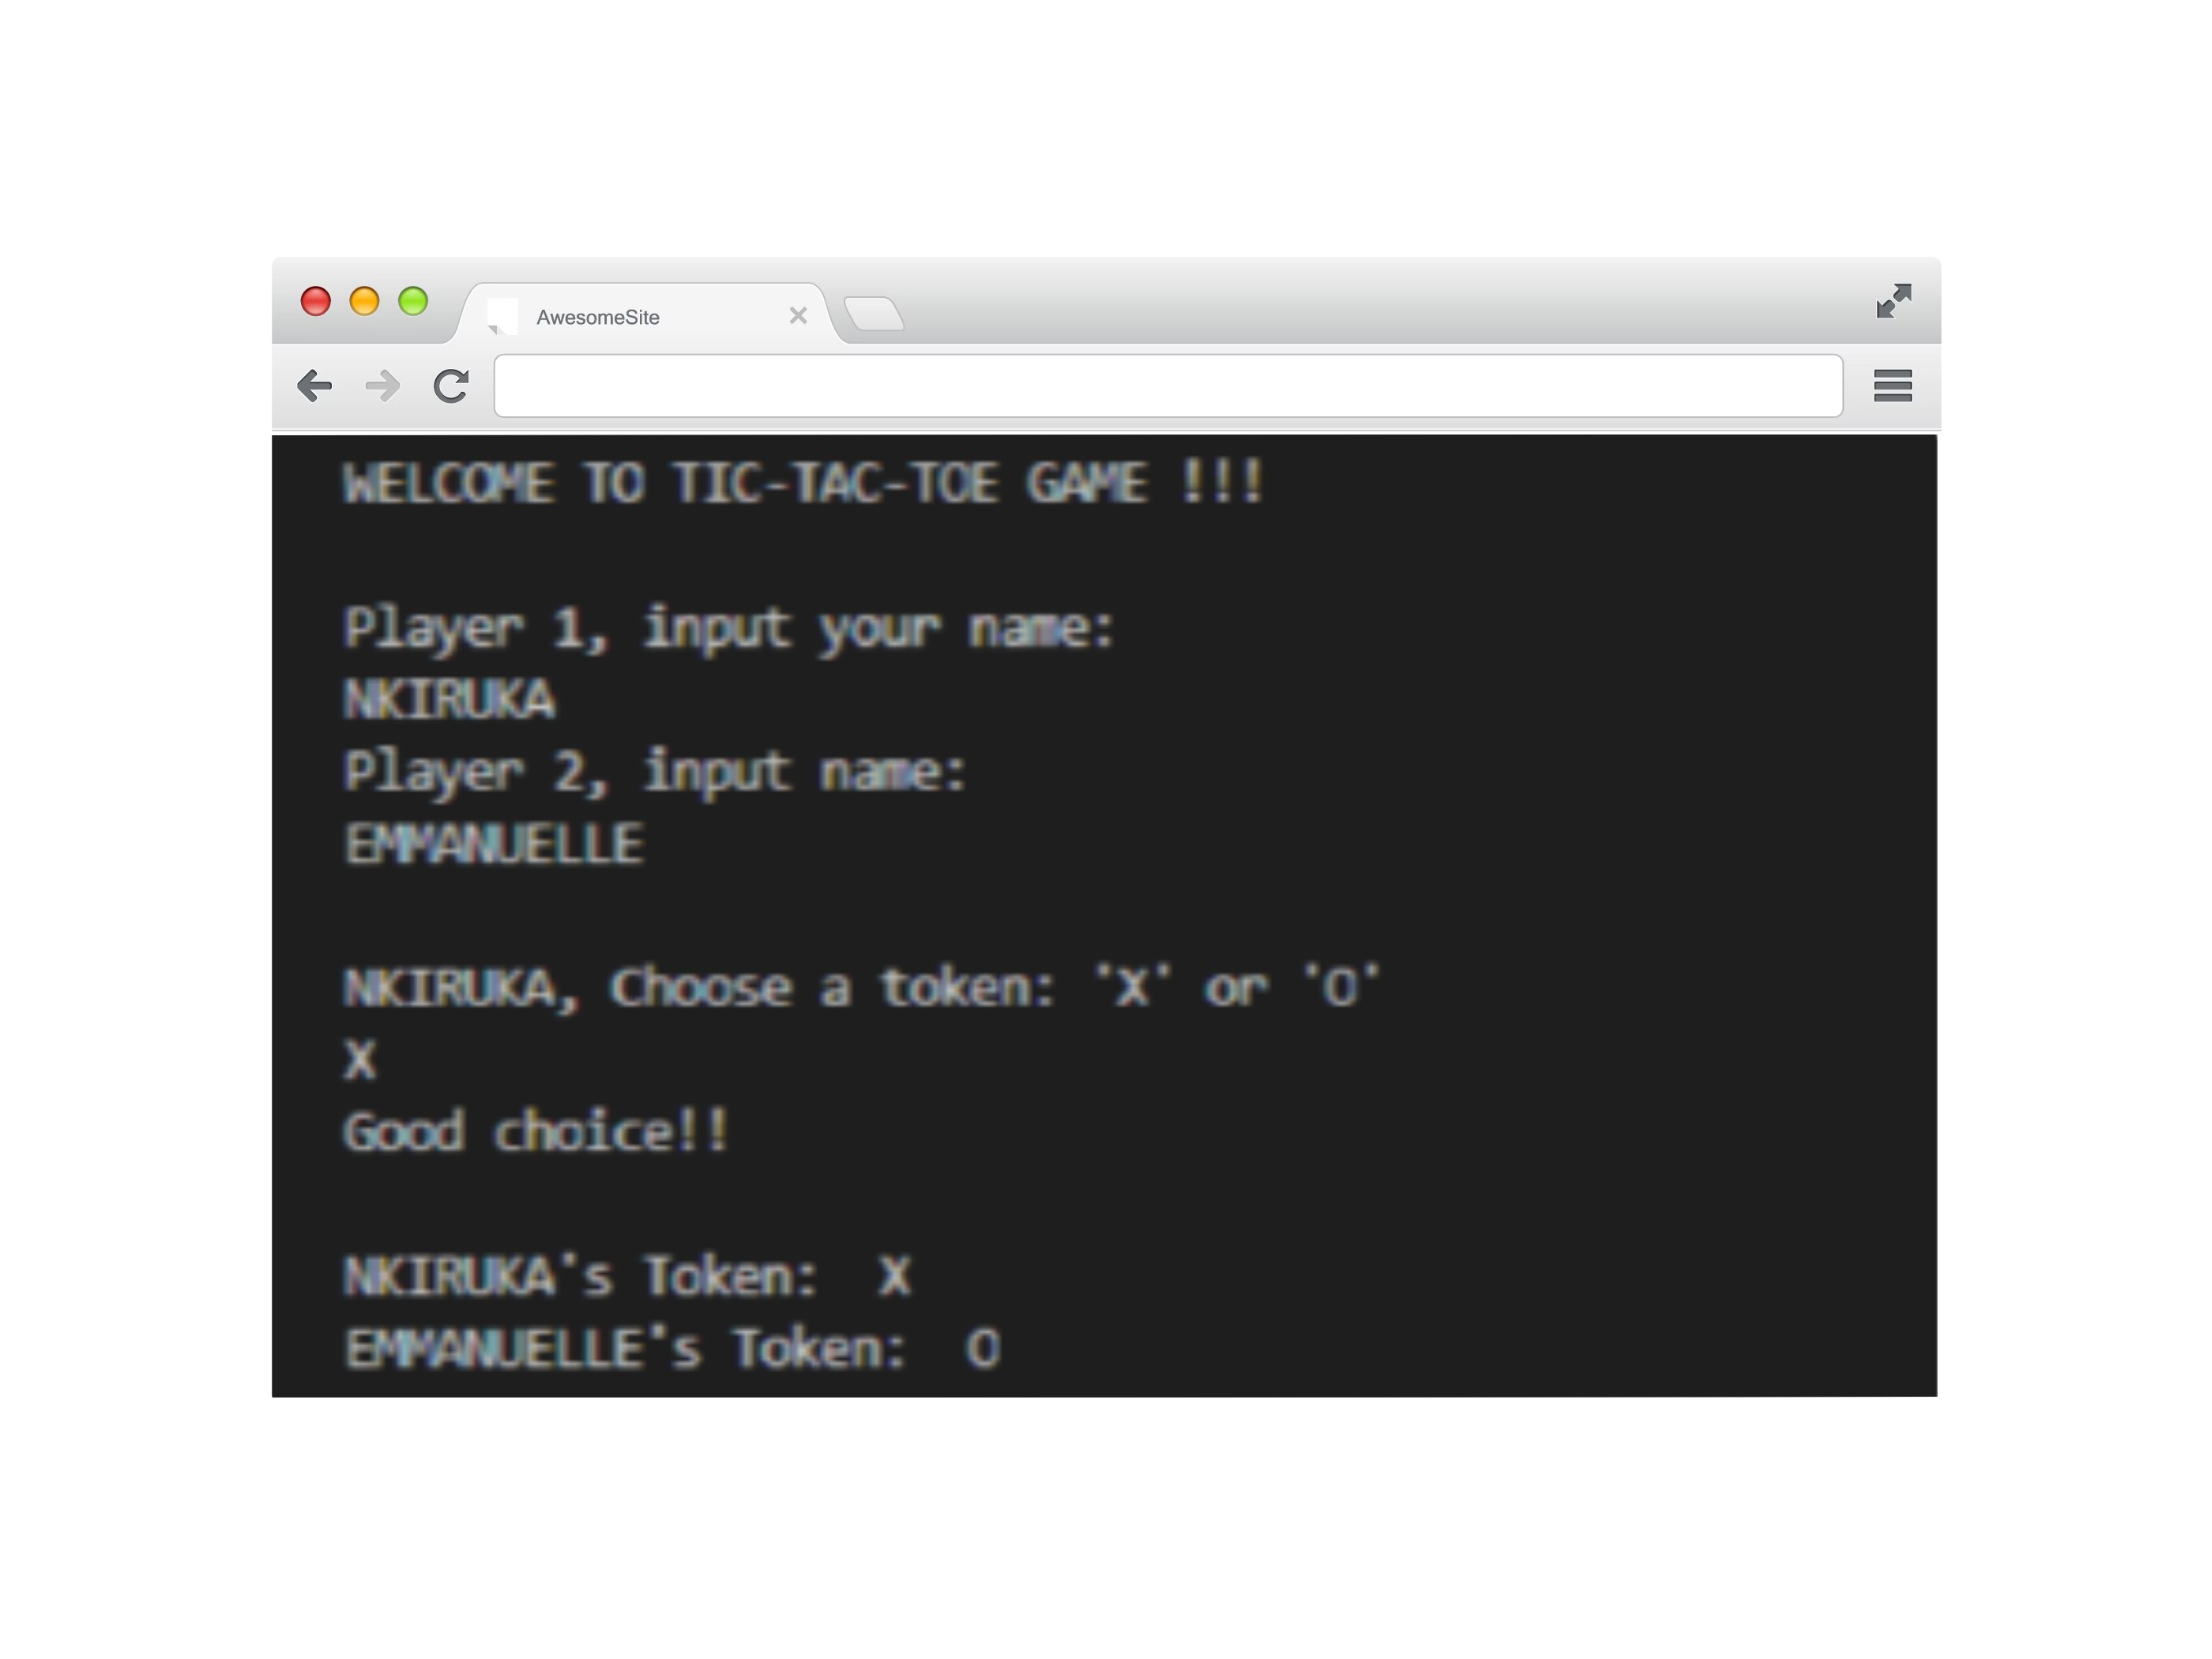 AwesomeSite
WELCOME TO TIC-TAC-TOE GAME !!!
Player 1, input your name:
NKIRUKA
Player 2, input name:
EMMANUELLE
NKIRUKA, Choose a token: 'X' or 'O'
X
Good choice!!
NKIRUKA's Token:  X
EMMANUELLE's Token:  O